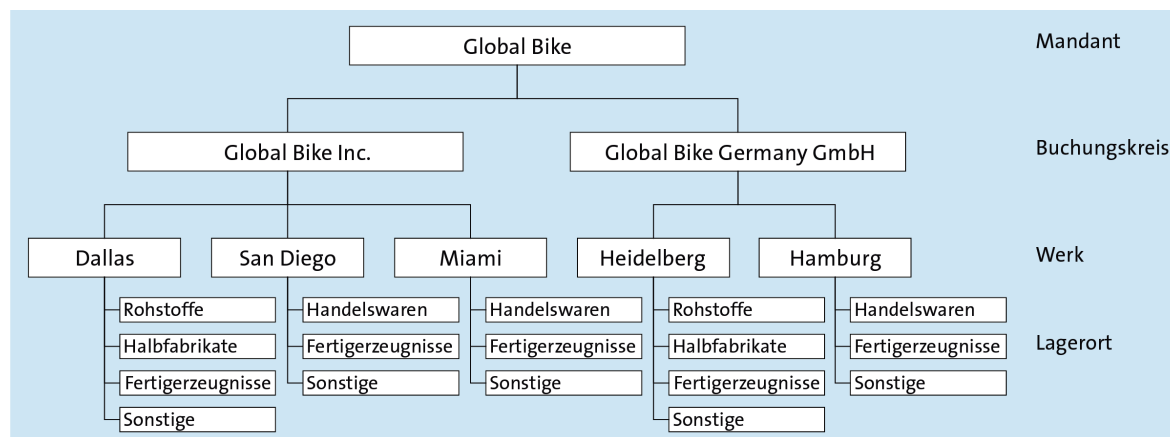 Global Bike
Mandant
Global Bike Inc.
Global Bike Germany GmbH
Buchungskreis
Dallas
San Diego
Miami
Heidelberg
Hamburg
Werk
Rohstoffe
Handelswaren
Handelswaren
Rohstoffe
Handelswaren
Halbfabrikate
Fertigerzeugnisse
Fertigerzeugnisse
Halbfabrikate
Fertigerzeugnisse
Lagerort
Fertigerzeugnisse
Sonstige
Sonstige
Fertigerzeugnisse
Sonstige
Sonstige
Sonstige